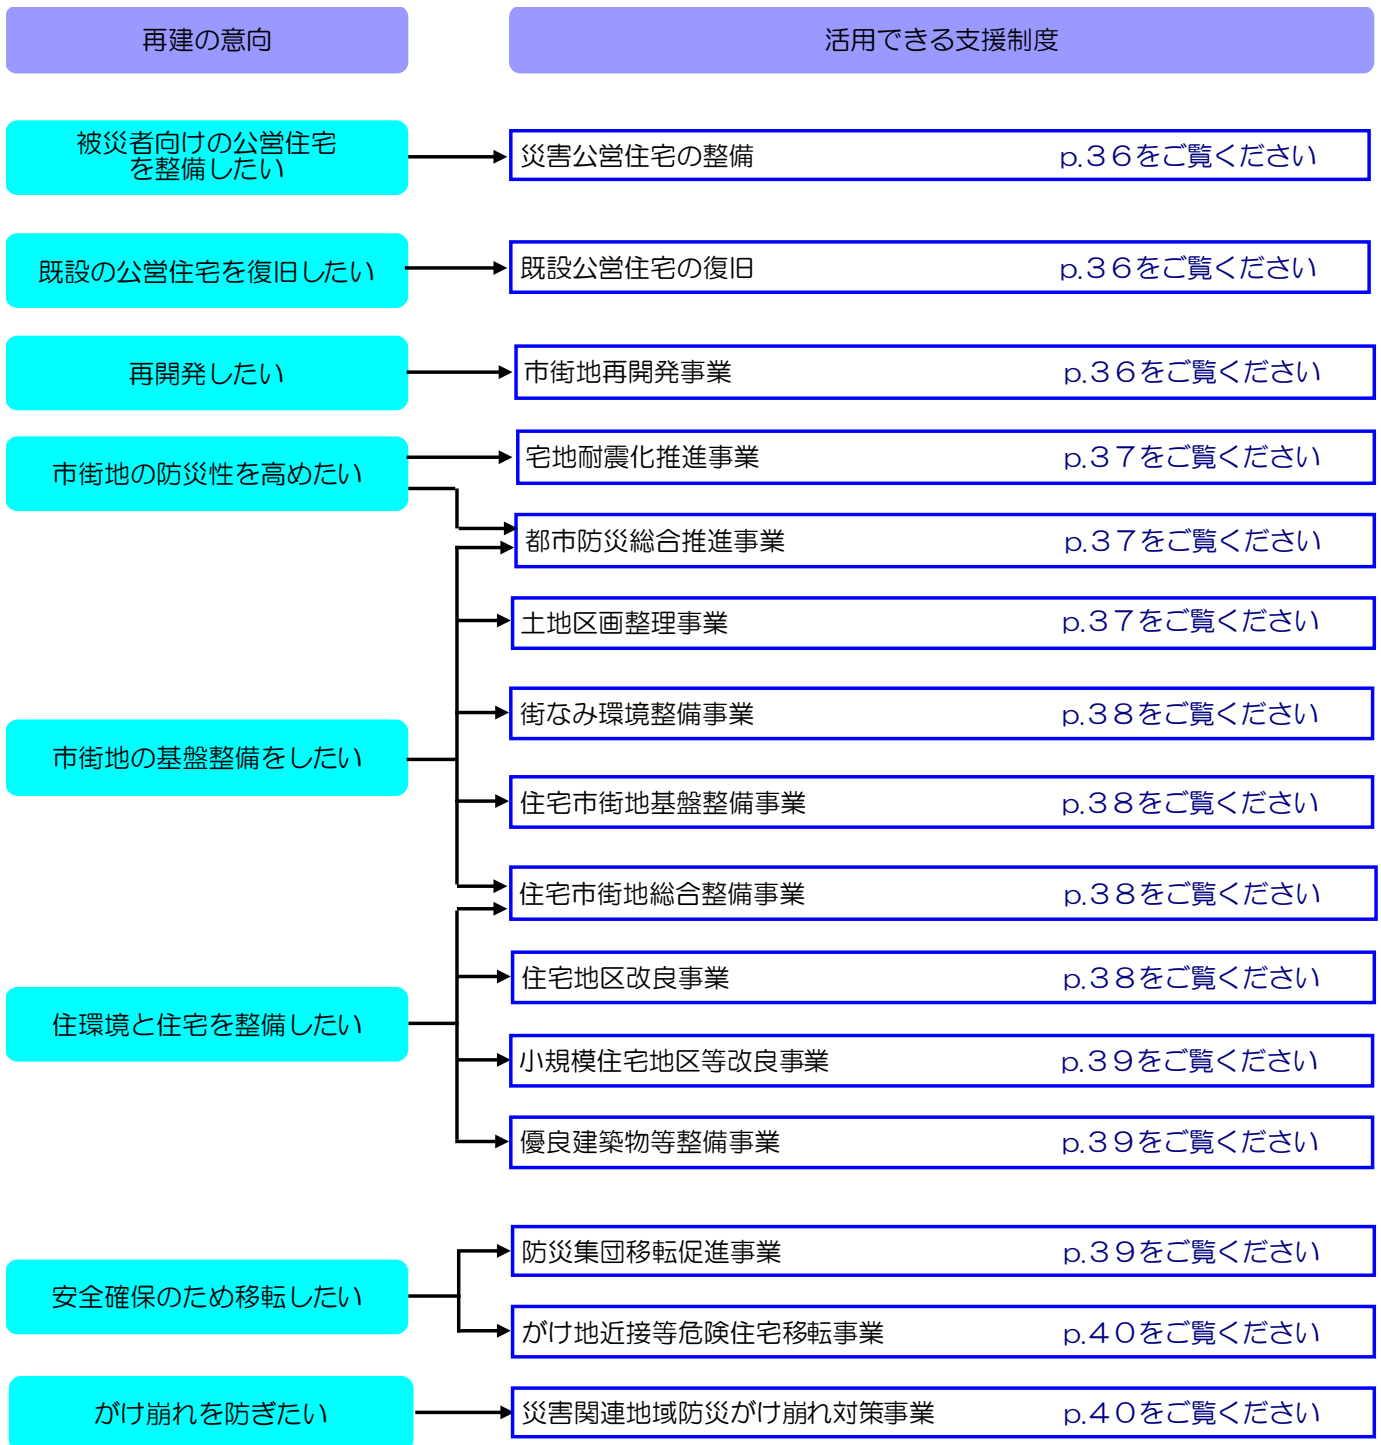 再建の意向
活用できる支援制度
被災者向けの公営住宅
を整備したい
災害公営住宅の整備 p.36をご覧ください
既設の公営住宅を復旧したい
既設公営住宅の復旧 p.36をご覧ください
再開発したい
市街地再開発事業 p.36をご覧ください
市街地の防災性を高めたい
宅地耐震化推進事業 p.37をご覧ください
都市防災総合推進事業 p.37をご覧ください
土地区画整理事業 p.37をご覧ください
市街地の基盤整備をしたい
街なみ環境整備事業 p.38をご覧ください
住宅市街地基盤整備事業 p.38をご覧ください
住宅市街地総合整備事業 p.38をご覧ください
住環境と住宅を整備したい
住宅地区改良事業 p.38をご覧ください
小規模住宅地区等改良事業 p.39をご覧ください
優良建築物等整備事業 p.39をご覧ください
安全確保のため移転したい
防災集団移転促進事業 p.39をご覧ください
がけ地近接等危険住宅移転事業 p.40をご覧ください
がけ崩れを防ぎたい
災害関連地域防災がけ崩れ対策事業 p.40をご覧ください